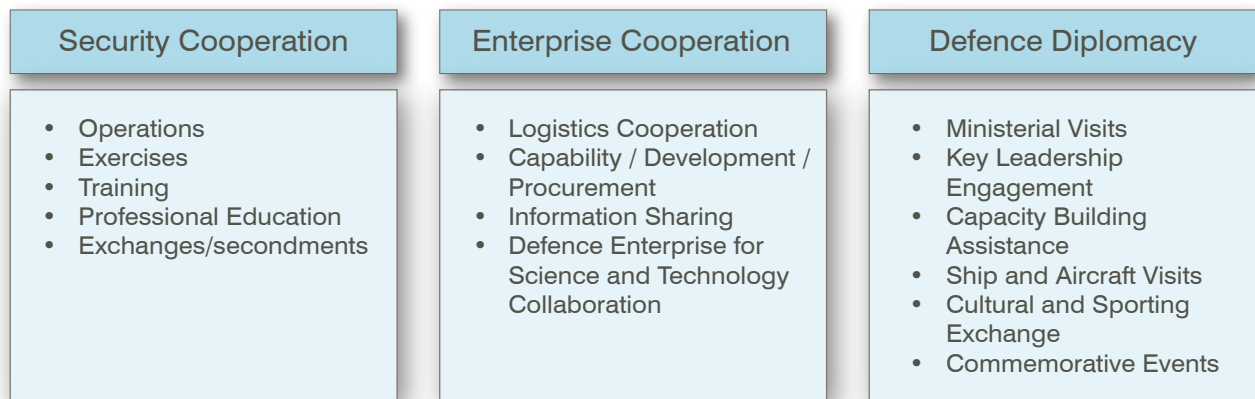 Security Cooperation
• Operations
• Exercises
• Training
• Professional Education
• Exchanges/secondments
Enterprise Cooperation
• Logistics Cooperation
• Capability / Development /
Procurement
• Information Sharing
• Defence Enterprise for
Science and Technology
Collaboration
Defence Diplomacy
• Ministerial Visits
• Key Leadership
Engagement
• Capacity Building
Assistance
• Ship and Aircraft Visits
• Cultural and Sporting
Exchange
• Commemorative Events